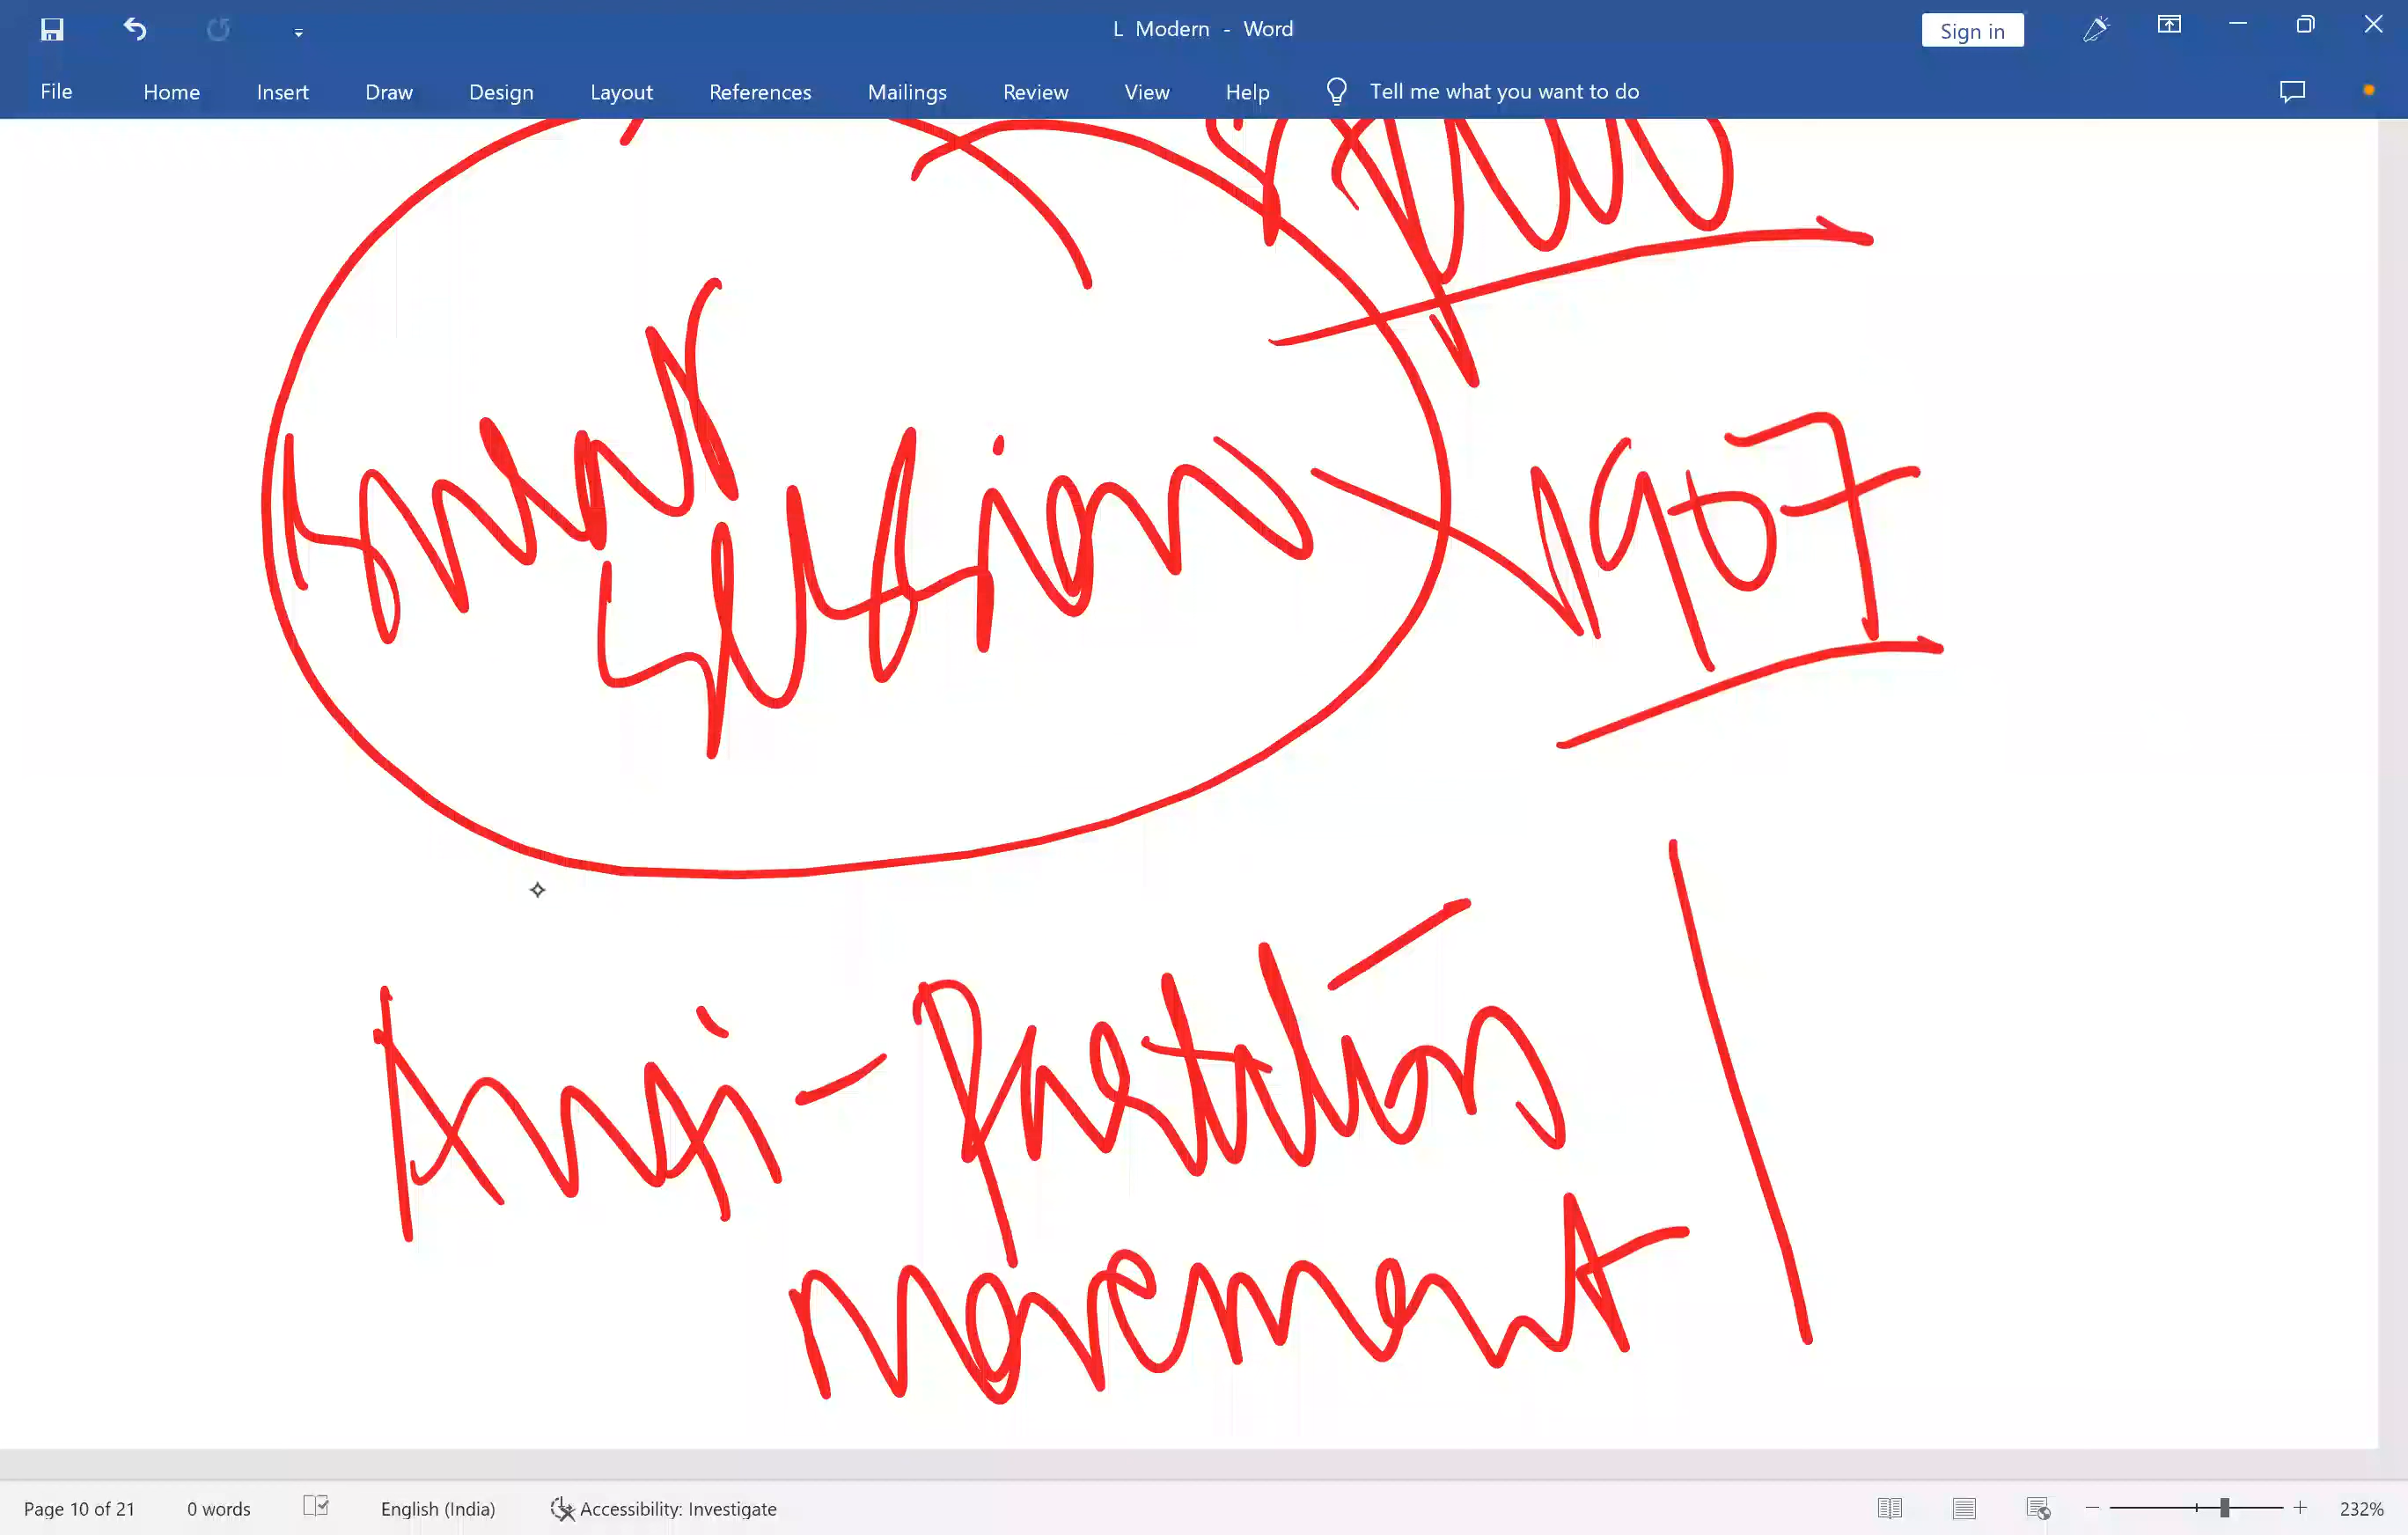 L Modern - Word
Sign in
File Home Insert Draw Design Layout References Mailings Review View Help Tell me what you want to do
Split
Surat
Session
1907
Anti-Partition
movement
Page 10 of 21 0 words English (India) Accessibility: Investigate 232%